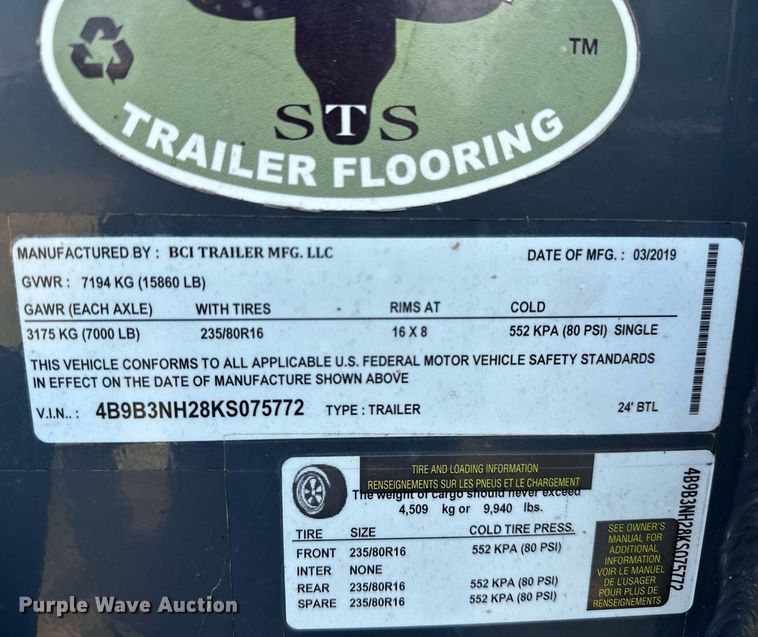 TM
STS
TRAILER FLOORING
MANUFACTURED BY : BCI TRAILER MFG. LLC DATE OF MFG. : 03/2019
GVWR : 7194 KG (15860 LB)
GAWR (EACH AXLE) WITH TIRES RIMS AT COLD
3175 KG (7000 LB) 235/80R16 16 X 8 552 KPA (80 PSI) SINGLE
THIS VEHICLE CONFORMS TO ALL APPLICABLE U.S. FEDERAL MOTOR VEHICLE SAFETY STANDARDS
IN EFFECT ON THE DATE OF MANUFACTURE SHOWN ABOVE
V.I.N.. : 4B9B3NH28KS075772 TYPE : TRAILER 24' BTL
TIRE AND LOADING INFORMATION
RENSEIGNEMENTS SUR LES PNEUS ET LE CHARGEMENT
The weight of cargo should never exceed
4,509 kg or 9,940 lbs.
TIRE SIZE COLD TIRE PRESS.
FRONT 235/80R16 552 KPA (80 PSI)
INTER NONE
REAR 235/80R16 552 KPA (80 PSI)
SPARE 235/80R16 552 KPA (80 PSI)
SEE OWNER'S
MANUAL FOR
ADDITIONAL
INFORMATION
VOIR LE MANUEL
DE L'USAGER
POUR PLUS DE
RENSEIGNEMENTS
4B9B3NH28KS075772
Purple Wave Auction